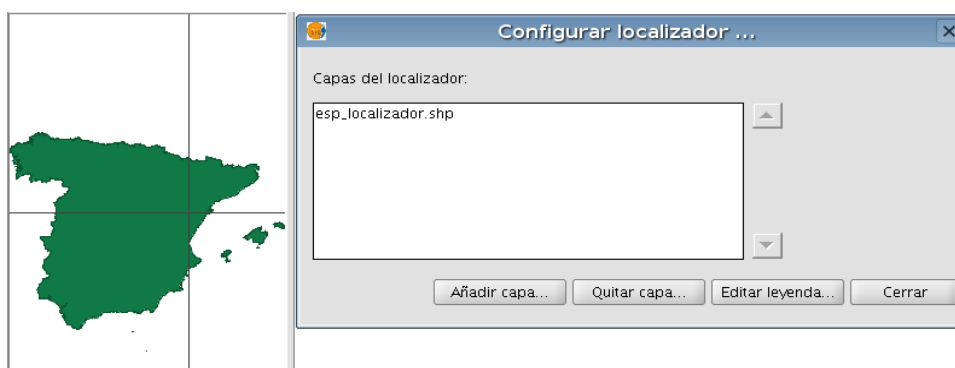 Configurar localizador ...
Capas del localizador:
esp_localizador.shp
Añadir capa...
Quitar capa...
Editar leyenda...
Cerrar